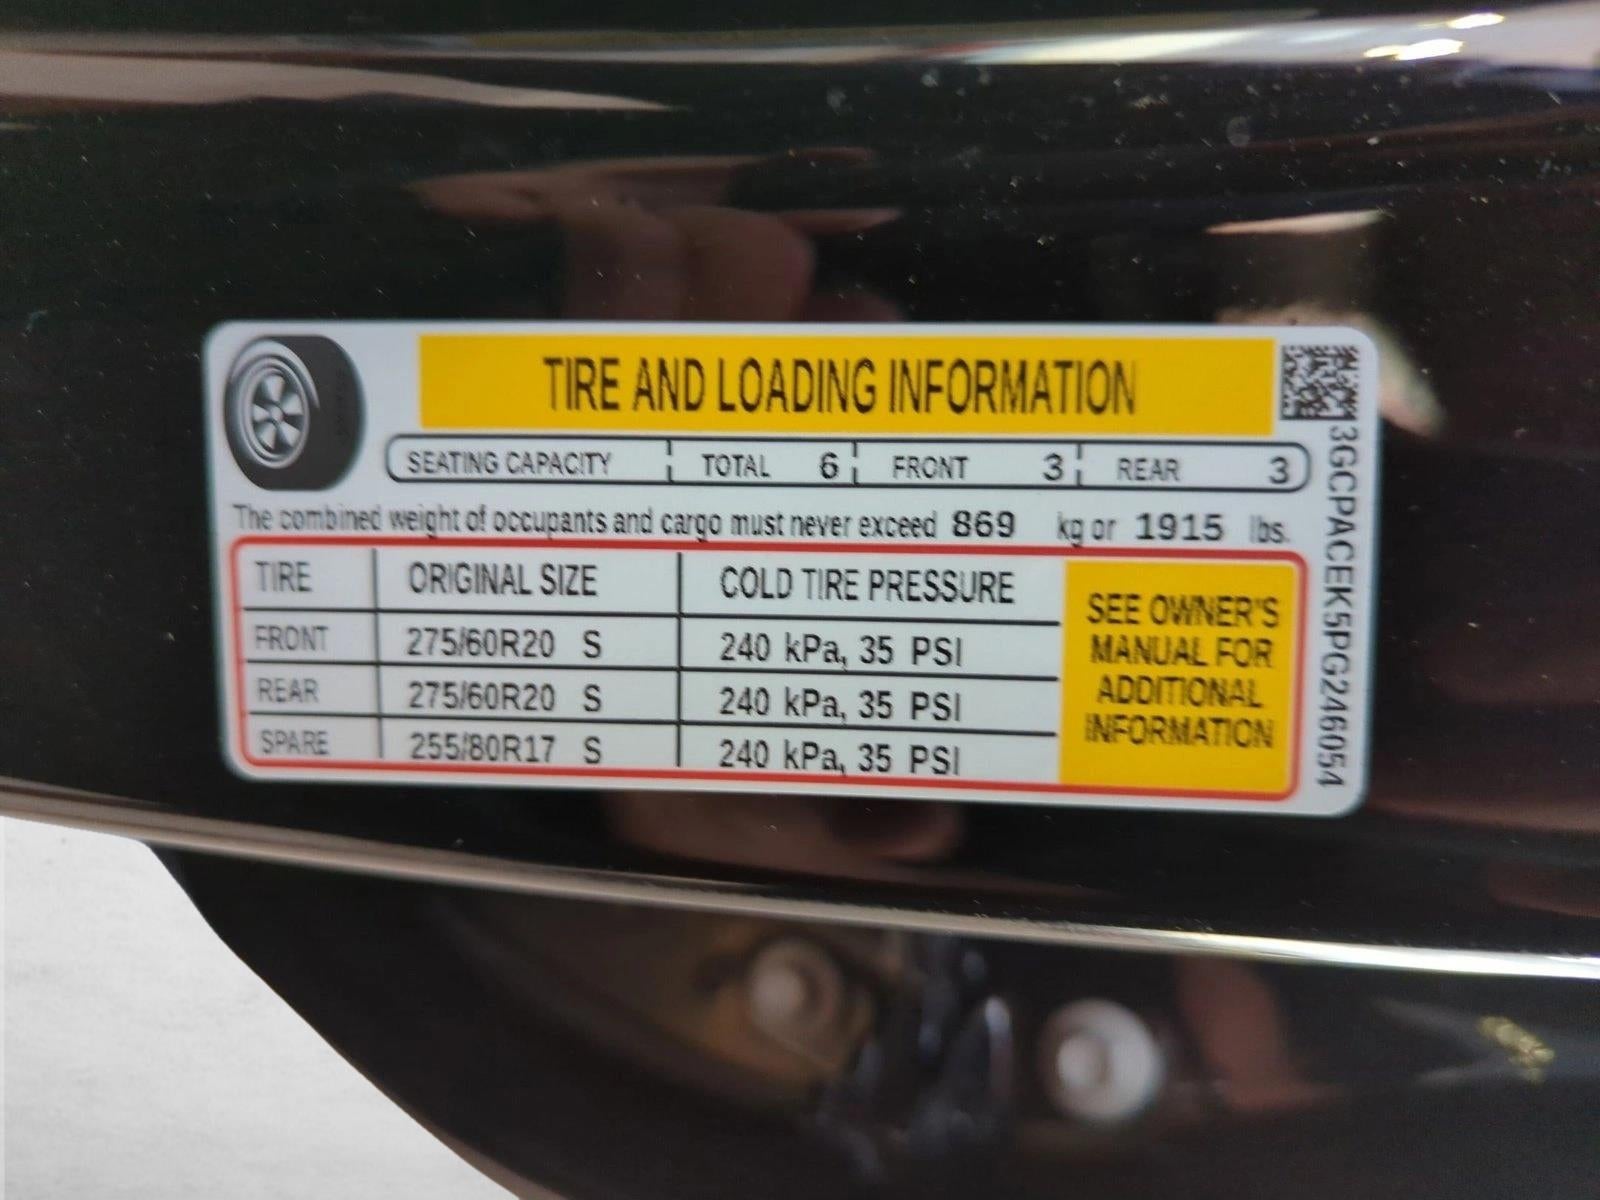 TIRE AND LOADING INFORMATION
SEATING CAPACITY TOTAL 6 FRONT 3 REAR 3
The combined weight of occupants and cargo must never exceed 869 kg or 1915 lbs.
TIRE ORIGINAL SIZE COLD TIRE PRESSURE
FRONT 275/60R20 S 240 kPa, 35 PSI
REAR 275/60R20 S 240 kPa, 35 PSI
SPARE 255/80R17 S 240 kPa, 35 PSI
SEE OWNER'S
MANUAL FOR
ADDITIONAL
INFORMATION
3GCPACEK5PG246054